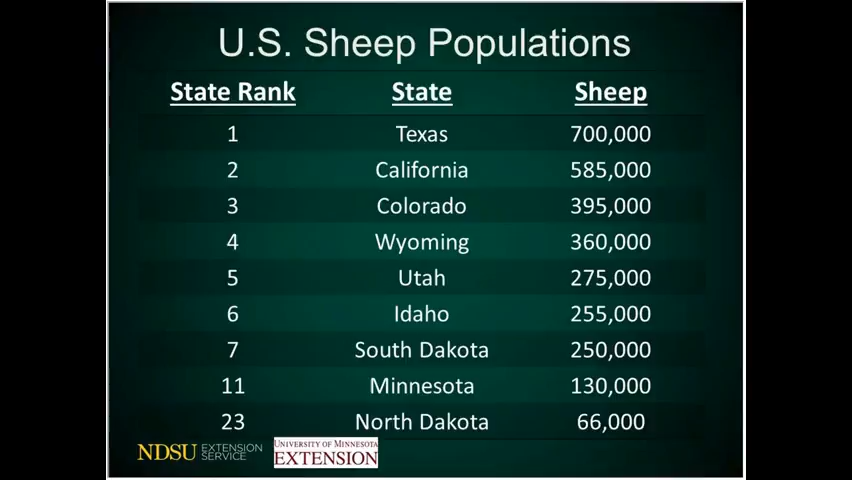 U.S. Sheep Populations
State Rank State Sheep
1 Texas 700,000
2 California 585,000
3 Colorado 395,000
4 Wyoming 360,000
5 Utah 275,000
6 Idaho 255,000
7 South Dakota 250,000
11 Minnesota 130,000
23 North Dakota 66,000
NDSU EXTENSION SERVICE
UNIVERSITY OF MINNESOTA
EXTENSION